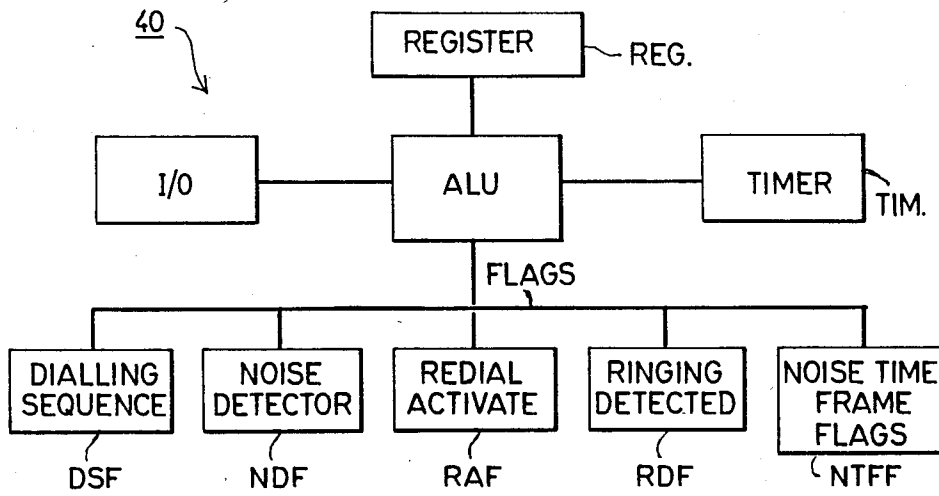 40
REGISTER
REG.
I/O
ALU
TIMER
TIM.
FLAGS
DIALLING
SEQUENCE
NOISE
DETECTOR
REDIAL
ACTIVATE
RINGING
DETECTED
NOISE TIME
FRAME
FLAGS
DSF
NDF
RAF
RDF
NTFF